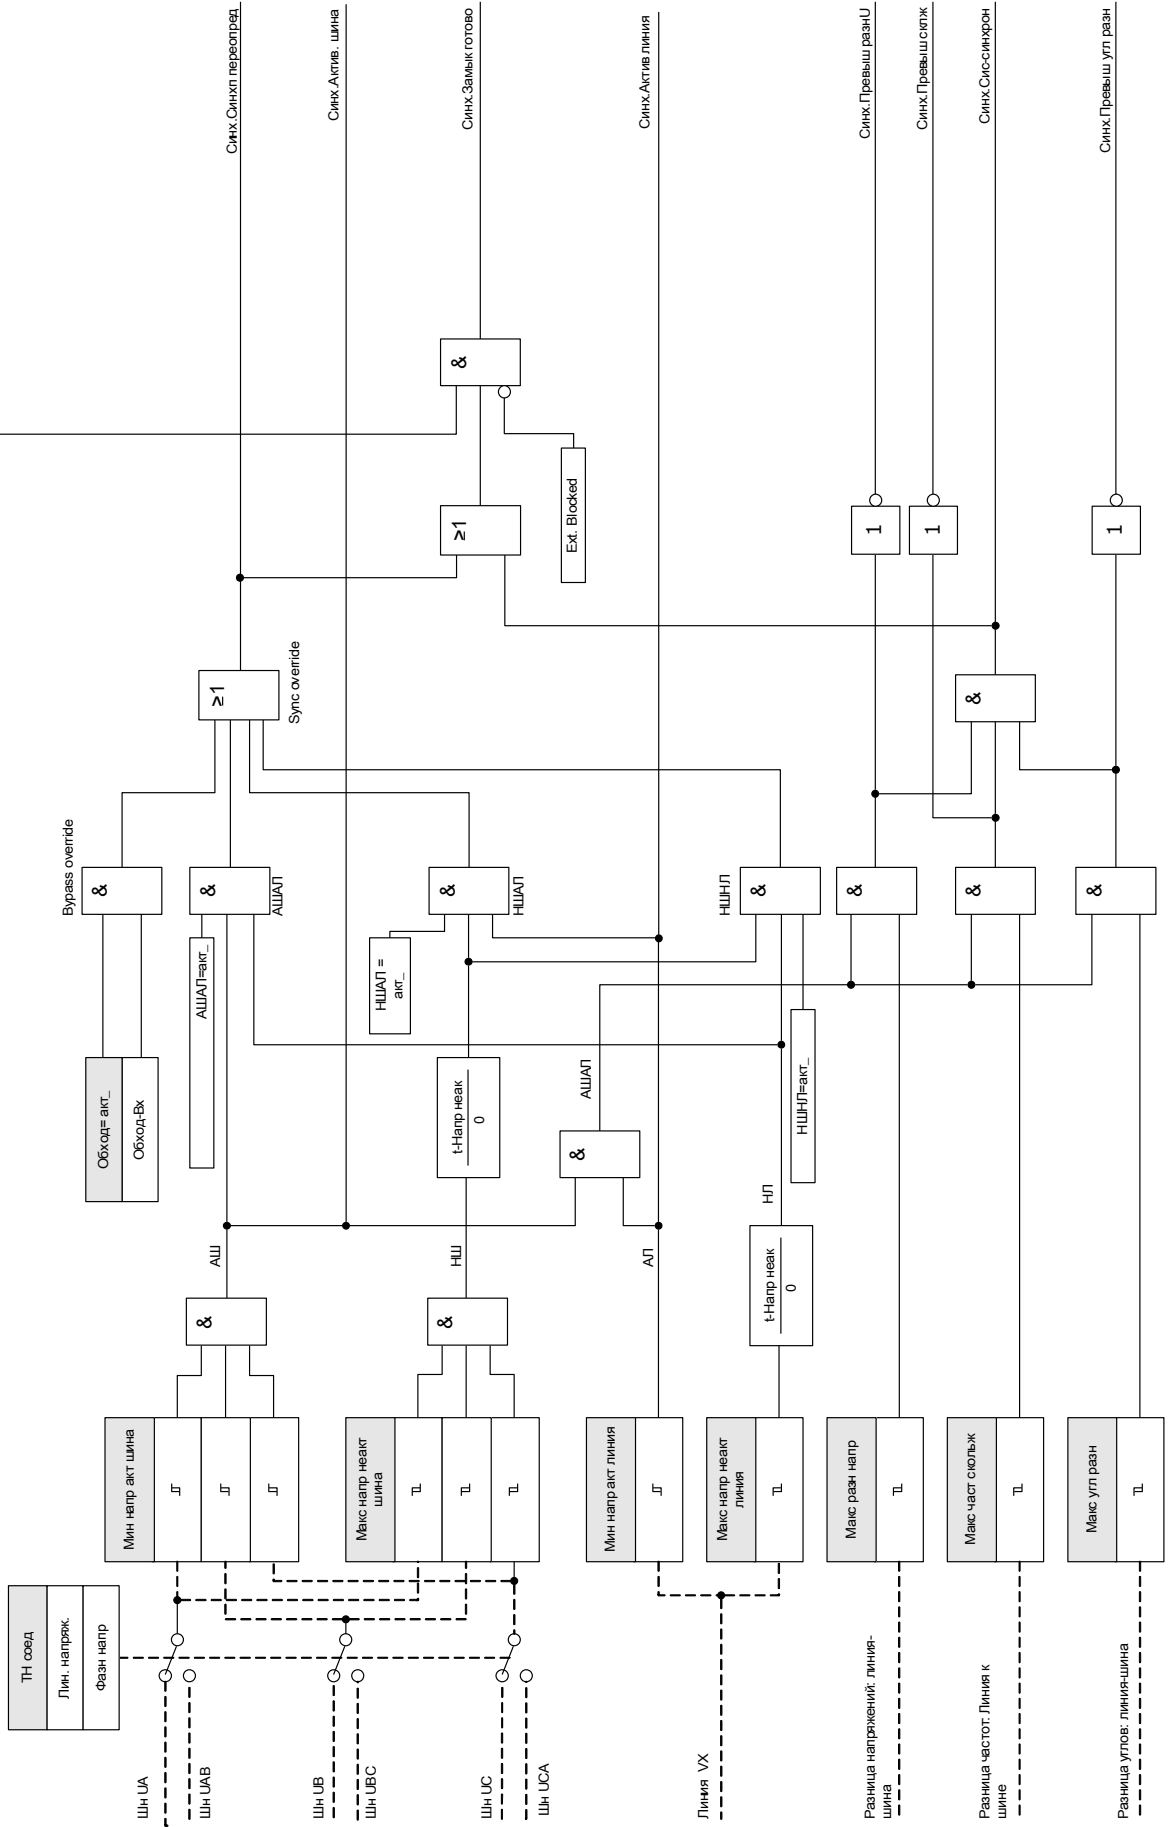 ТН соед
Лин. напряж.
Фазн напр
Шн UA
Шн UAB
Шн UB
Шн UBC
Шн UC
Шн UCA
Линия VX
Разница напряжений: линия-
шина
Разница частот: Линия к
шине
Разница углов: линия-шина
Мин напр акт шина
Макс напр неакт
шина
Мин напр акт линия
Макс напр неакт
линия
Макс разн напр
Макс част скольж
Макс угл разн
&
&
АШ
НШ
АЛ
t-Напр неак
0
НЛ
Обход= акт_
Обход-Вх
АШАЛ=акт_
t-Напр неак
0
&
АШАЛ
НШАЛ =
акт_
НШНЛ=акт_
Bypass override
&
&
АШАЛ
&
НШАЛ
НШНЛ
&
&
&
&
≥1
Sync override
&
≥1
Ext. Blocked
1
1
1
&
Синх.Синхп переопред
Синх.Актив. шина
Синх.Замык готово
Синх.Актив линия
Синх.Превыш разнU
Синх.Превыш склпж
Синх.Сис-синхрон
Синх.Превыш угл разн